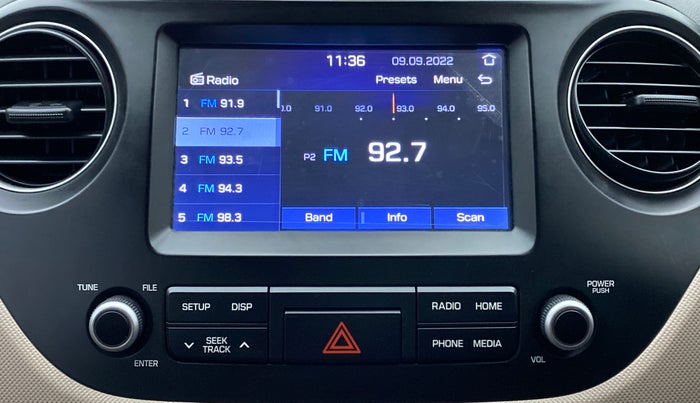 11:36 09.09.2022
Radio Presets Menu
1 FM 91.9
2 FM 92.7
3 FM 93.5
4 FM 94.3
5 FM 98.3
91.0 92.0 93.0 94.0 95.0
P2 FM 92.7
Band Info Scan
TUNE FILE
ENTER
SETUP DISP
SEEK
TRACK
RADIO HOME
PHONE MEDIA
POWER
PUSH
VOL